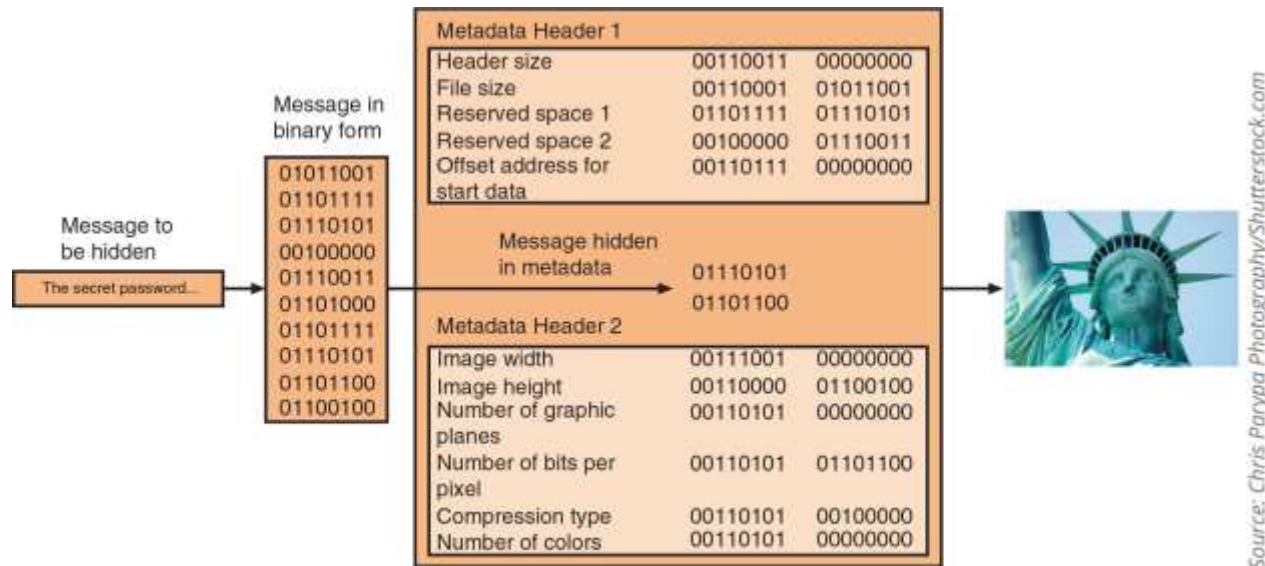 Message to
be hidden
The secret password...
Message in
binary form
01011001
01101111
01110101
00100000
01110011
01101000
01101111
01110101
01101100
01100100
Metadata Header 1
Header size 00110011 00000000
File size 00110001 01011001
Reserved space 1 01101111 01110101
Reserved space 2 00100000 01110011
Offset address for 00110111 00000000
start data
Message hidden
in metadata
01110101
01101100
Metadata Header 2
Image width 00111001 00000000
Image height 00110000 01100100
Number of graphic 00110101 00000000
planes
Number of bits per 00110101 01101100
pixel
Compression type 00110101 00100000
Number of colors 00110101 00000000
Source: Chris Parypa Photography/Shutterstock.com